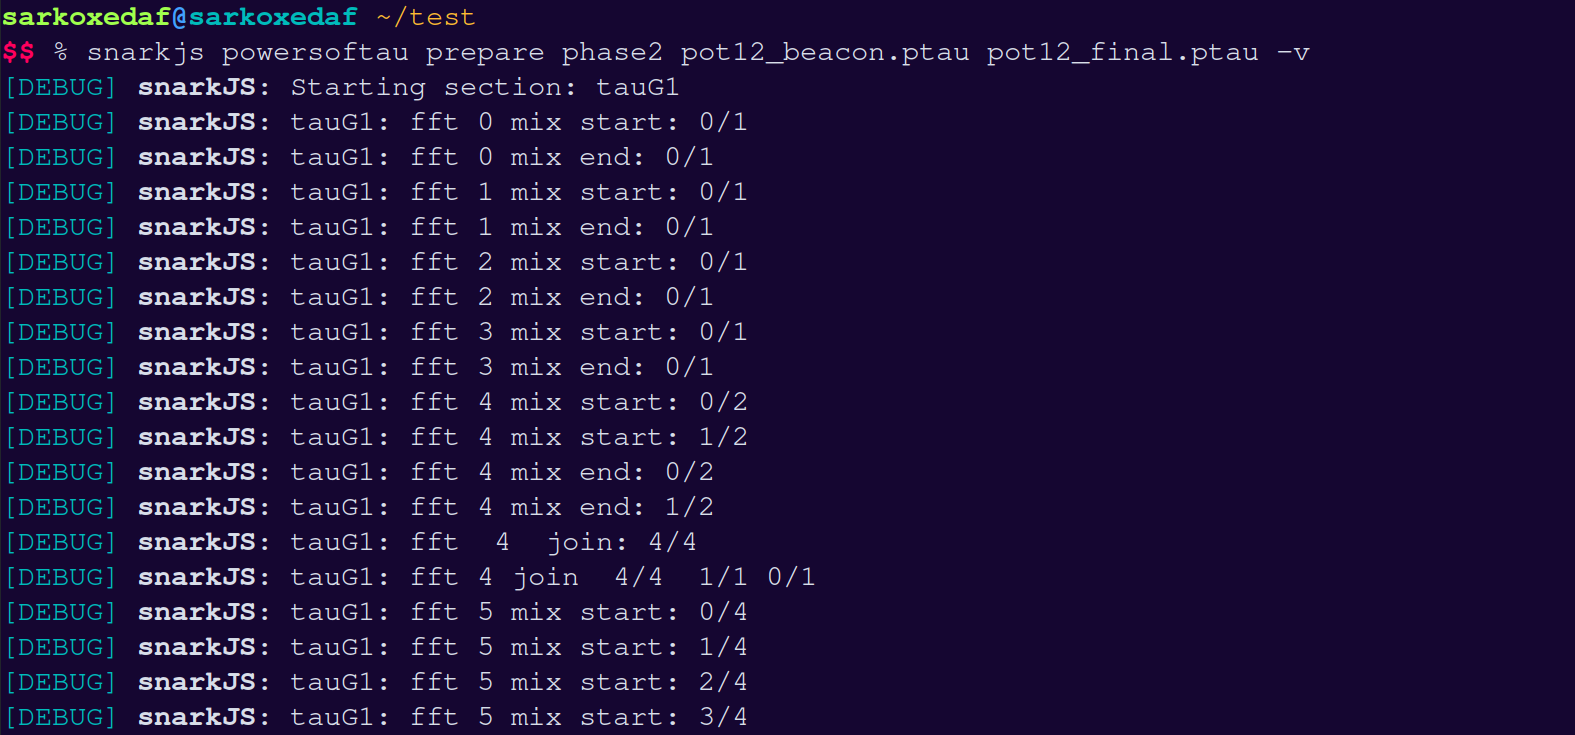 sarkoxedaf@sarkoxedaf ~/test
$$ % snarkjs powersoftau prepare phase2 pot12_beacon.ptau pot12_final.ptau -v
[DEBUG] snarkJS: Starting section: tauG1
[DEBUG] snarkJS: tauG1: fft 0 mix start: 0/1
[DEBUG] snarkJS: tauG1: fft 0 mix end: 0/1
[DEBUG] snarkJS: tauG1: fft 1 mix start: 0/1
[DEBUG] snarkJS: tauG1: fft 1 mix end: 0/1
[DEBUG] snarkJS: tauG1: fft 2 mix start: 0/1
[DEBUG] snarkJS: tauG1: fft 2 mix end: 0/1
[DEBUG] snarkJS: tauG1: fft 3 mix start: 0/1
[DEBUG] snarkJS: tauG1: fft 3 mix end: 0/1
[DEBUG] snarkJS: tauG1: fft 4 mix start: 0/2
[DEBUG] snarkJS: tauG1: fft 4 mix start: 1/2
[DEBUG] snarkJS: tauG1: fft 4 mix end: 0/2
[DEBUG] snarkJS: tauG1: fft 4 mix end: 1/2
[DEBUG] snarkJS: tauG1: fft  4  join: 4/4
[DEBUG] snarkJS: tauG1: fft 4 join  4/4  1/1 0/1
[DEBUG] snarkJS: tauG1: fft 5 mix start: 0/4
[DEBUG] snarkJS: tauG1: fft 5 mix start: 1/4
[DEBUG] snarkJS: tauG1: fft 5 mix start: 2/4
[DEBUG] snarkJS: tauG1: fft 5 mix start: 3/4